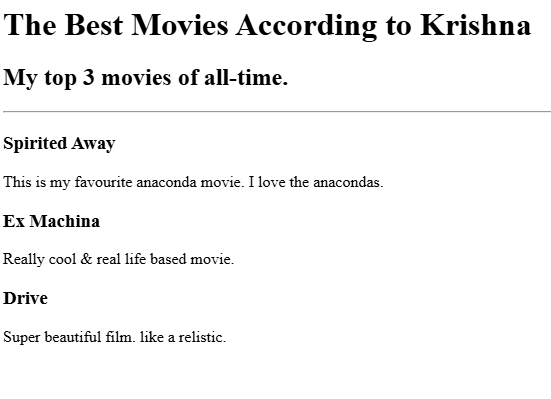 The Best Movies According to Krishna
My top 3 movies of all-time.
Spirited Away
This is my favourite anaconda movie. I love the anacondas.
Ex Machina
Really cool & real life based movie.
Drive
Super beautiful film. like a relistic.